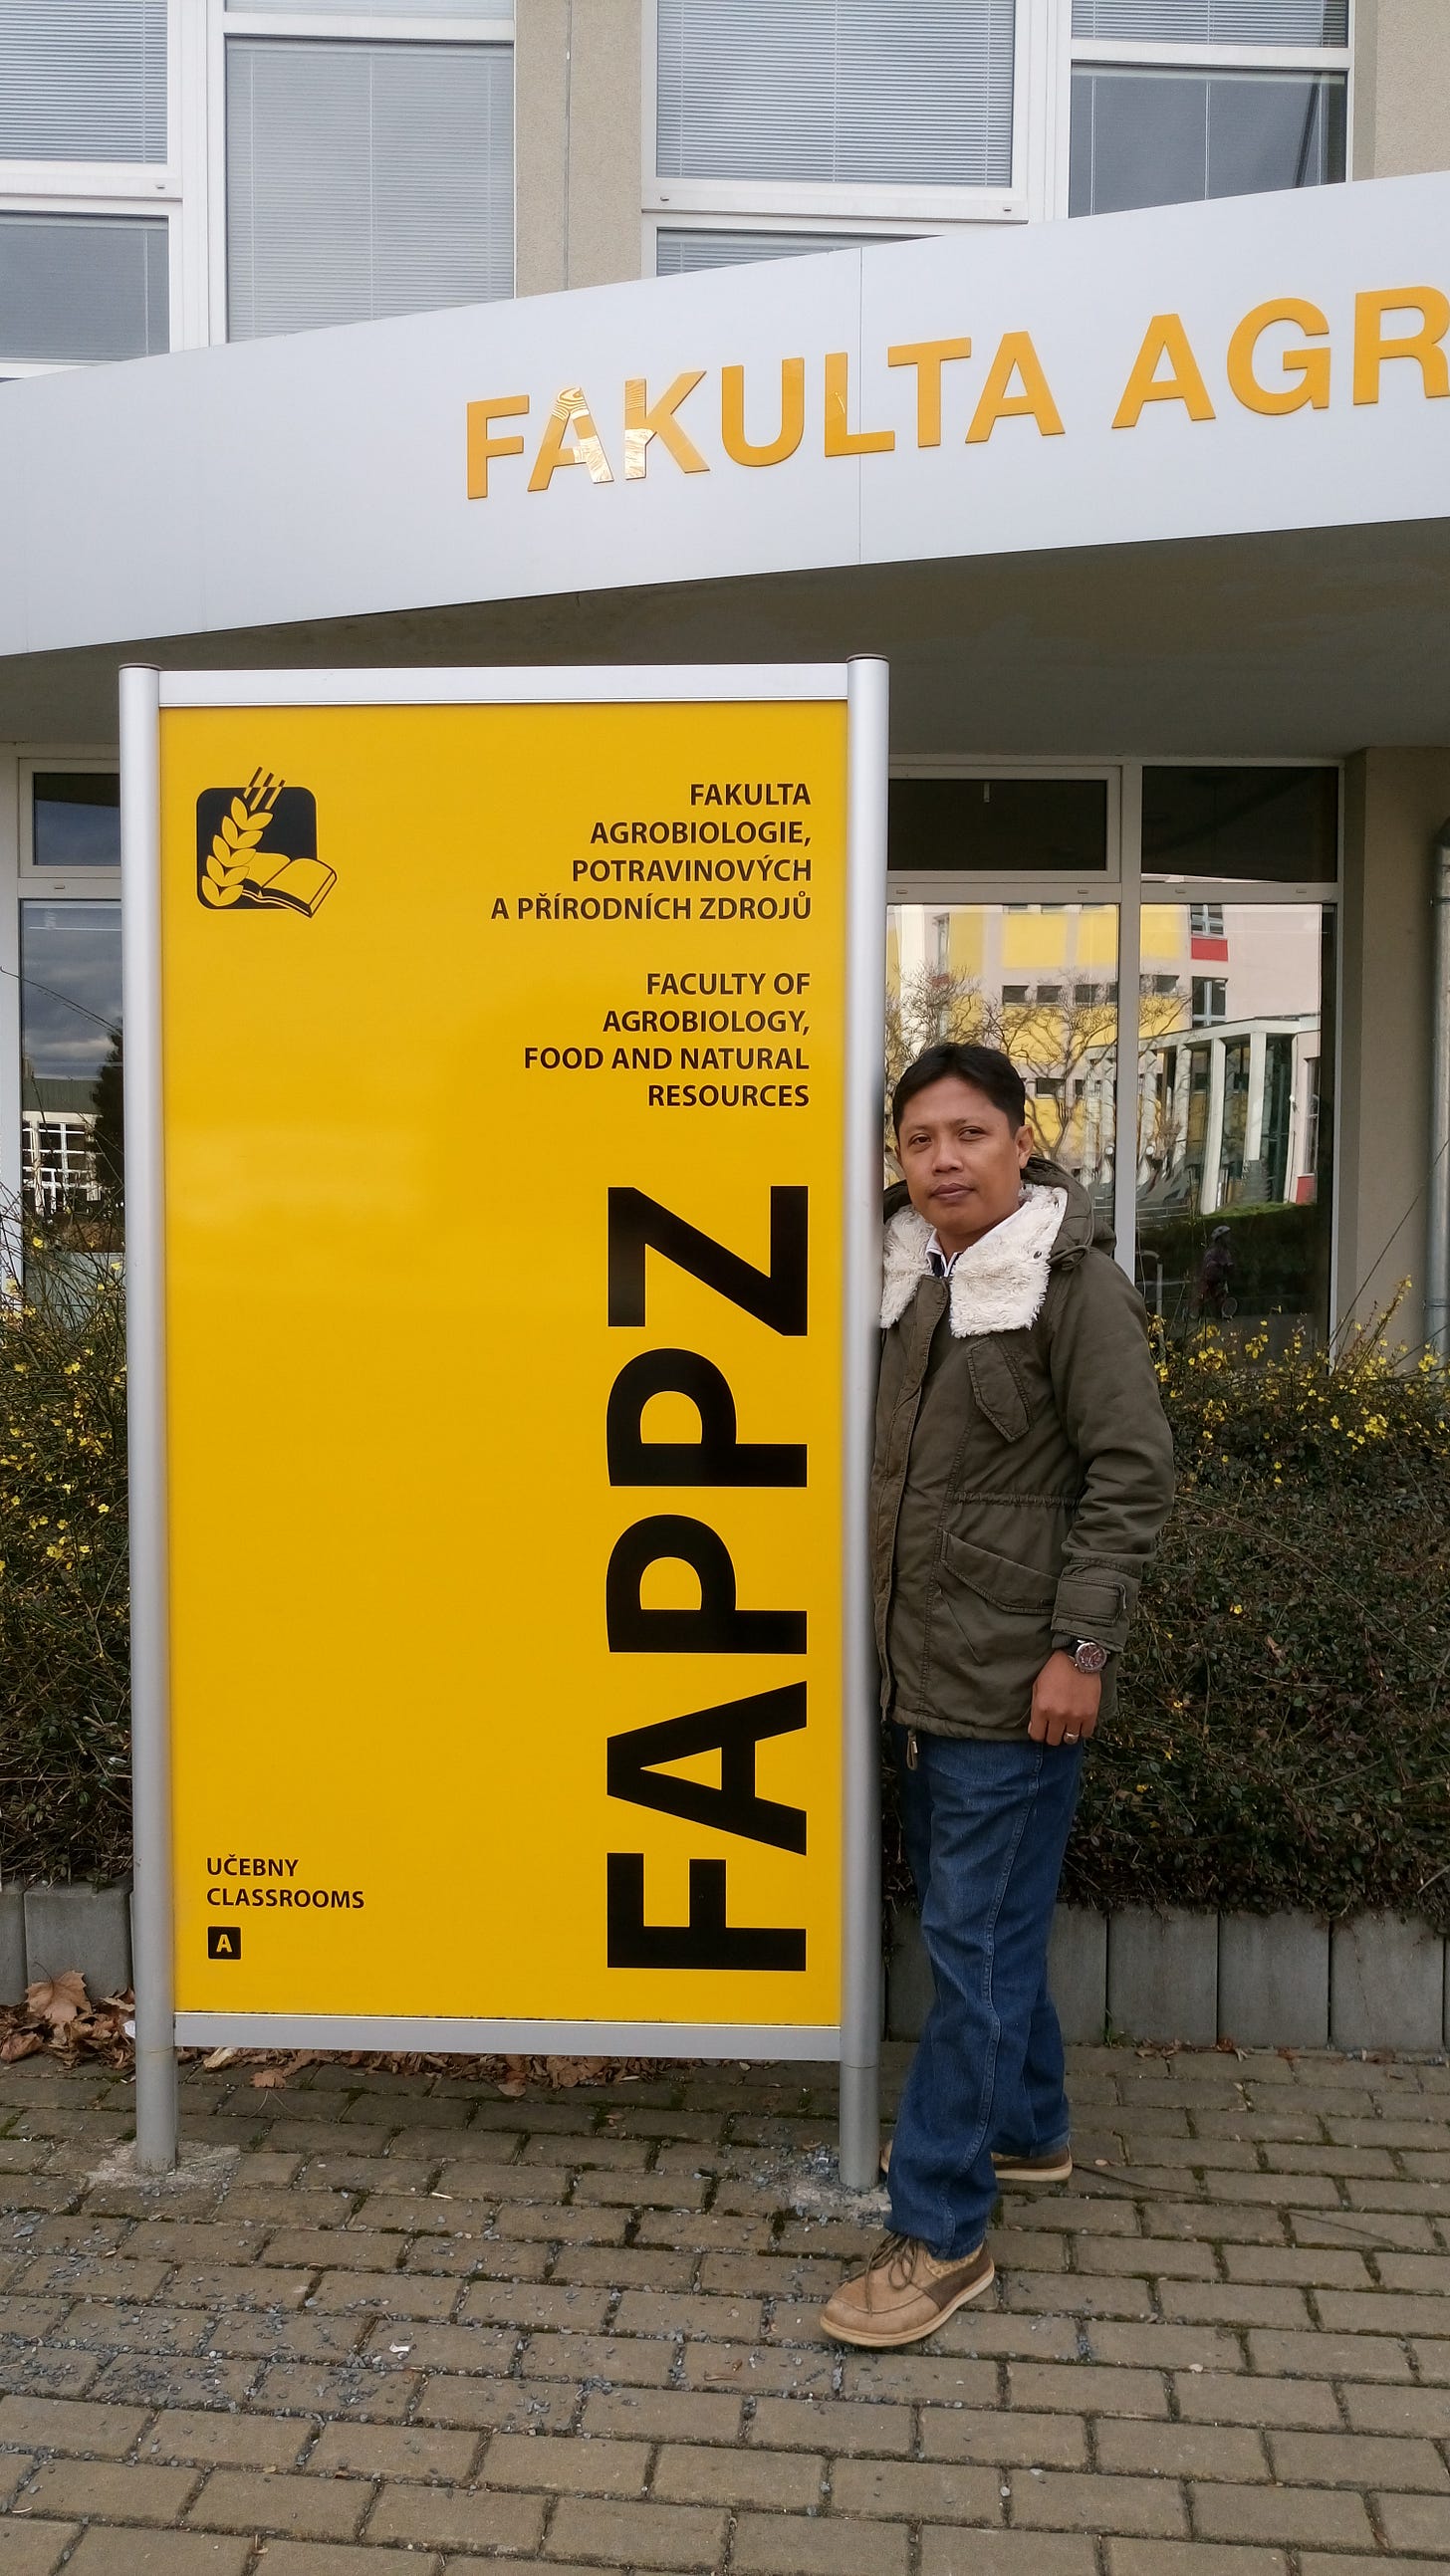 FAKULTA AGR
FAKULTA
AGROBIOLOGIE,
POTRAVINOVÝCH
A PŘÍRODNÍCH ZDROJŮ
FACULTY OF
AGROBIOLOGY,
FOOD AND NATURAL
RESOURCES
FAPPZ
UČEBNY
CLASSROOMS
A